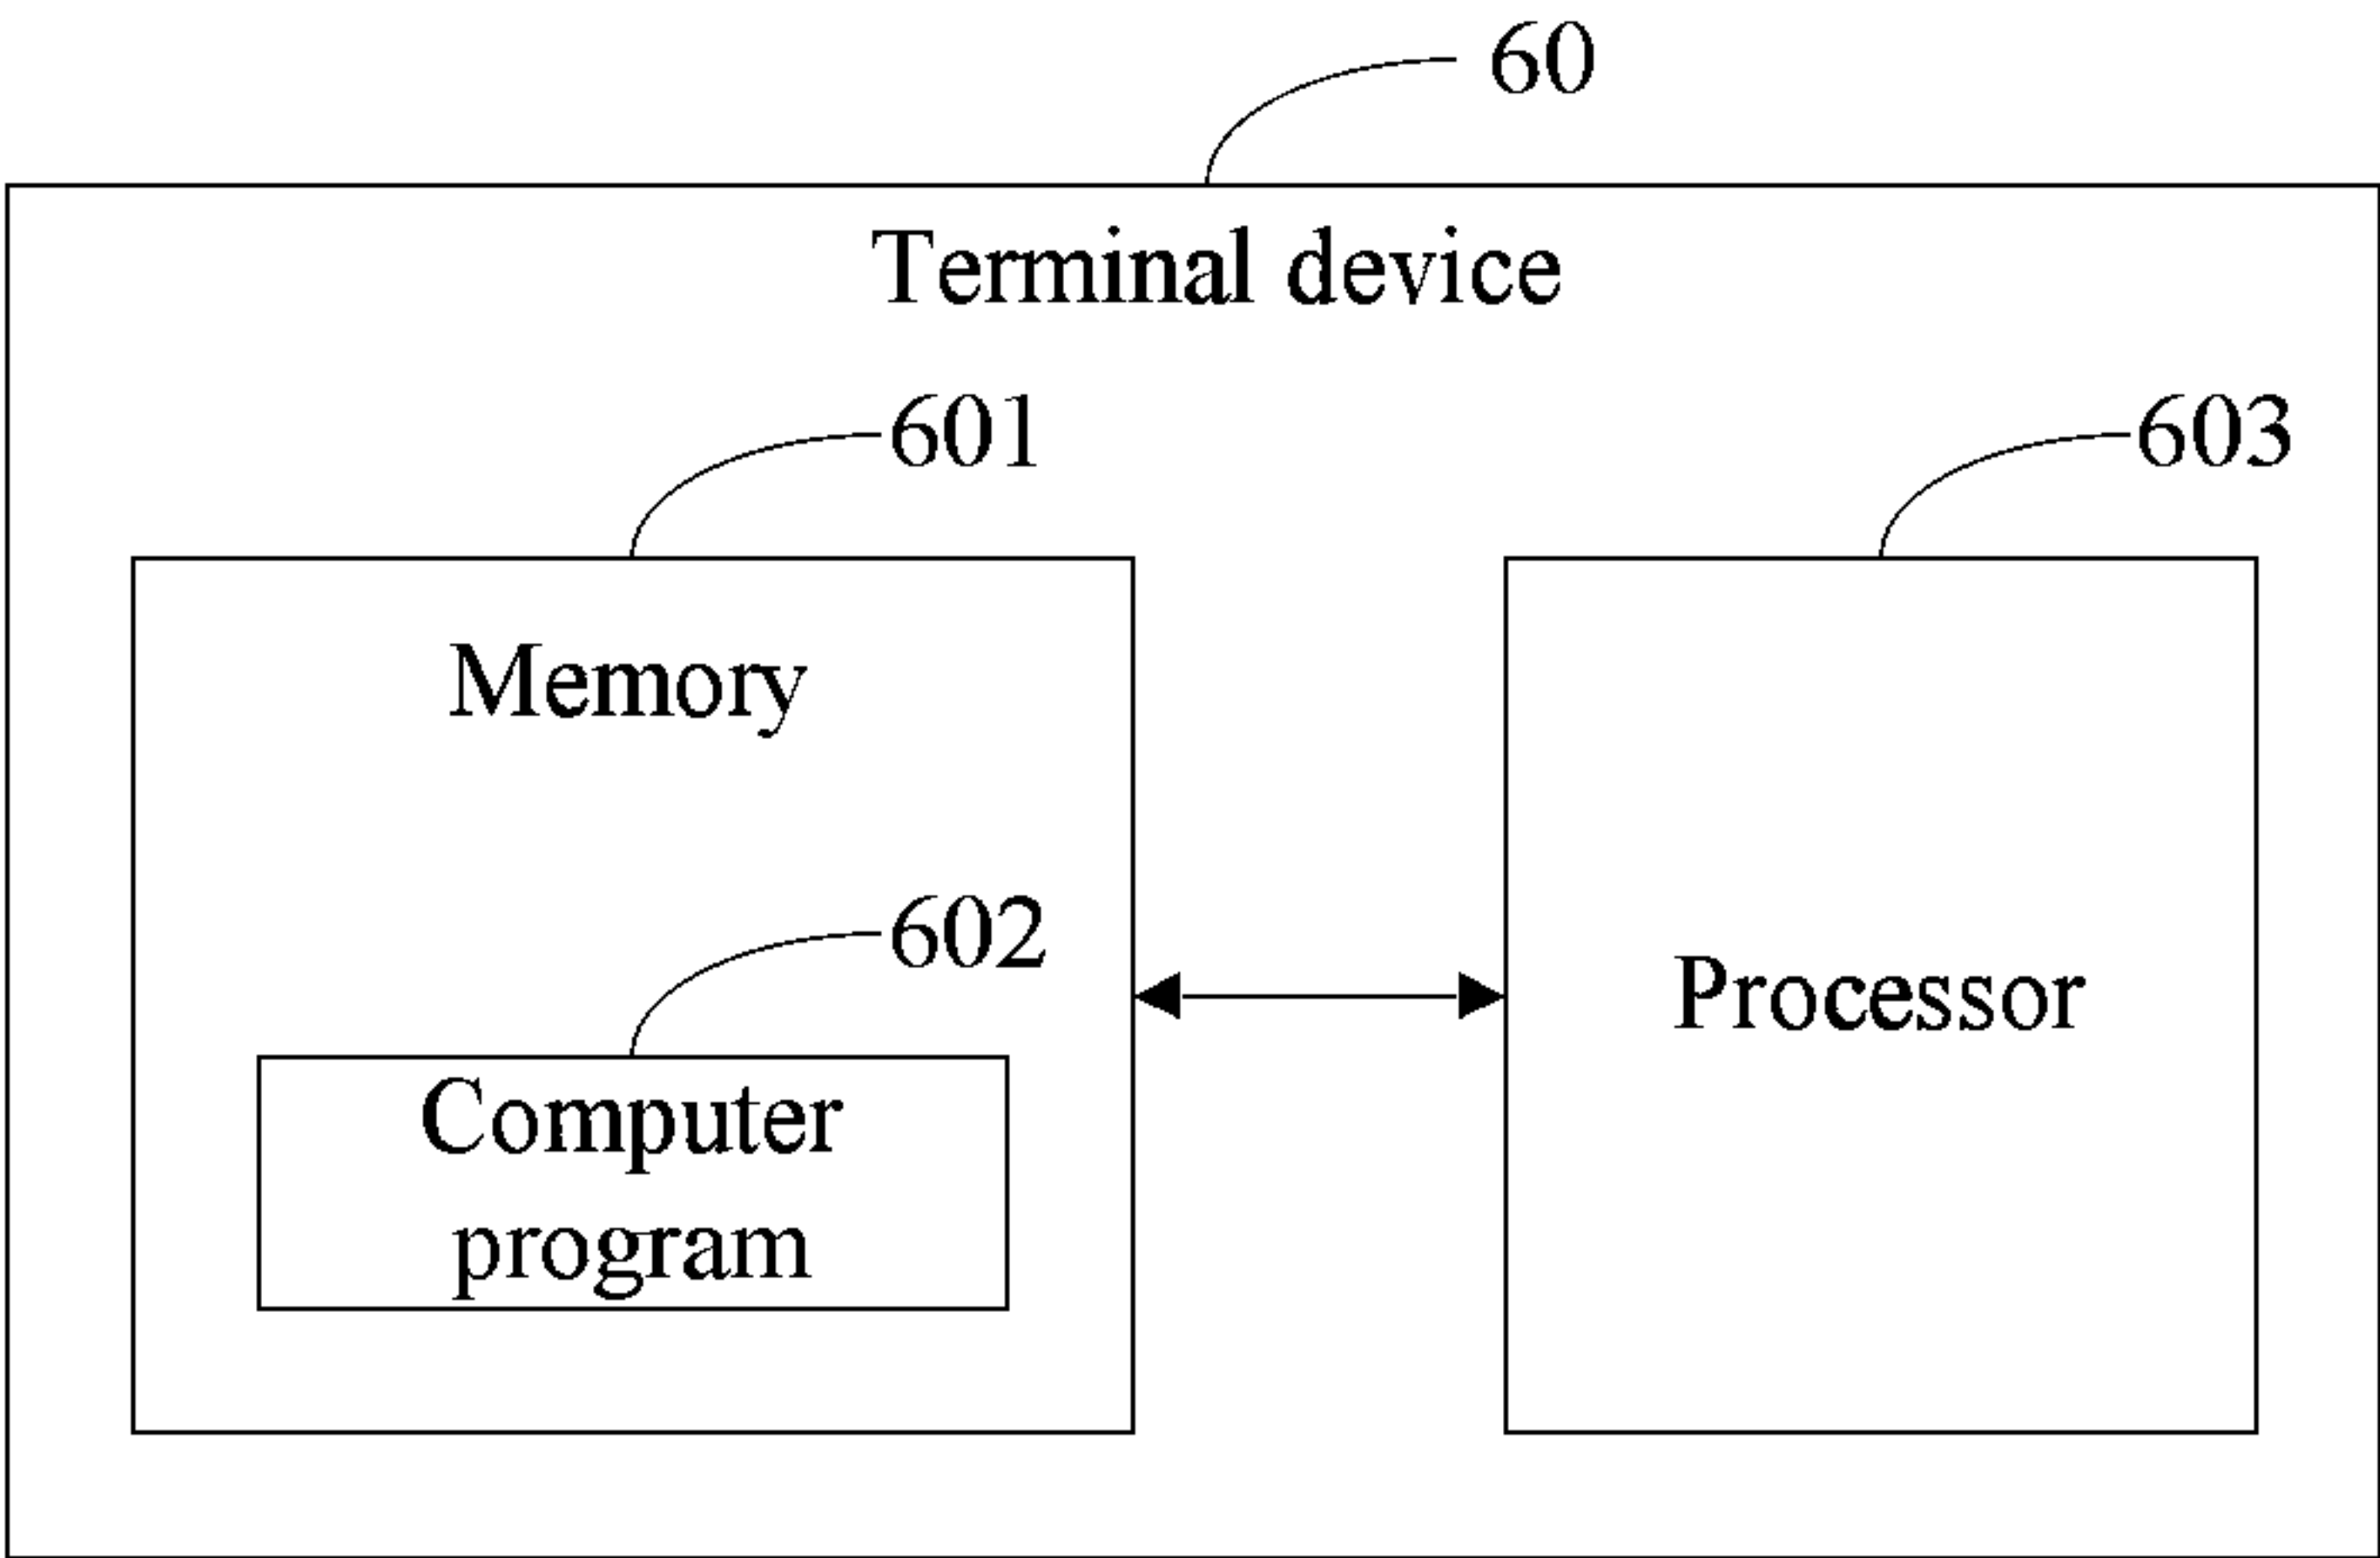 60
Terminal device
601
603
Memory
602
Processor
Computer
program